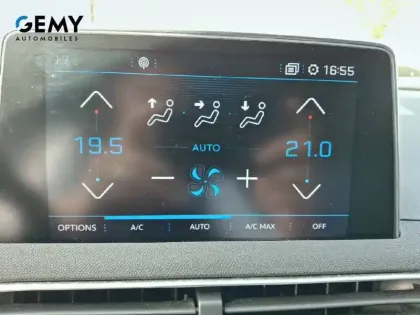 GEMY
AUTOMOBILES
16:55
19.5
AUTO
21.0
OPTIONS
A/C
AUTO
A/C MAX
OFF